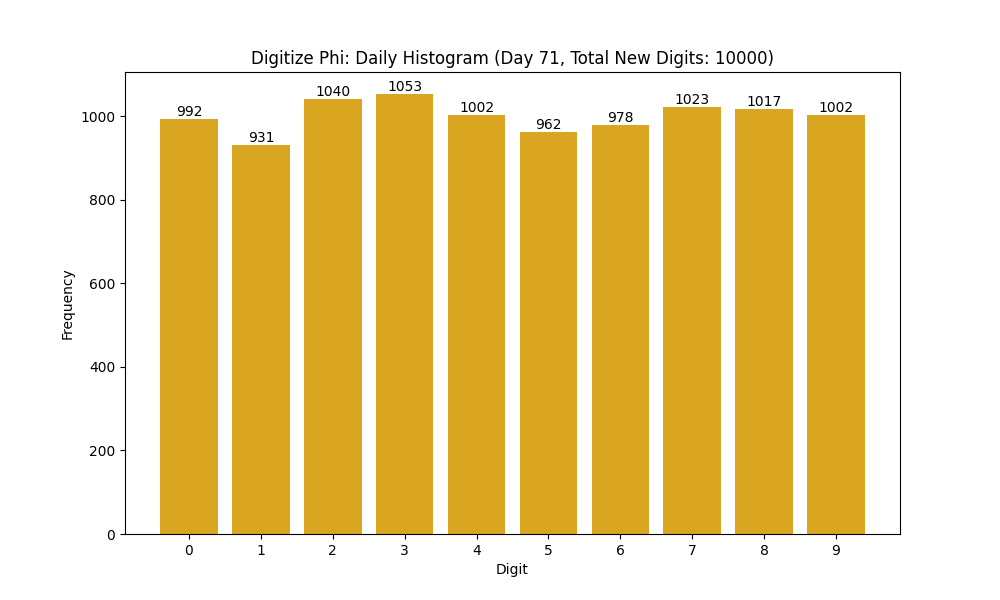 Digitize Phi: Daily Histogram (Day 71, Total New Digits: 10000)
992 931 1040 1053 1002 962 978 1023 1017 1002
1000
800
600
400
200
0
Frequency
0 1 2 3 4 5 6 7 8 9
Digit